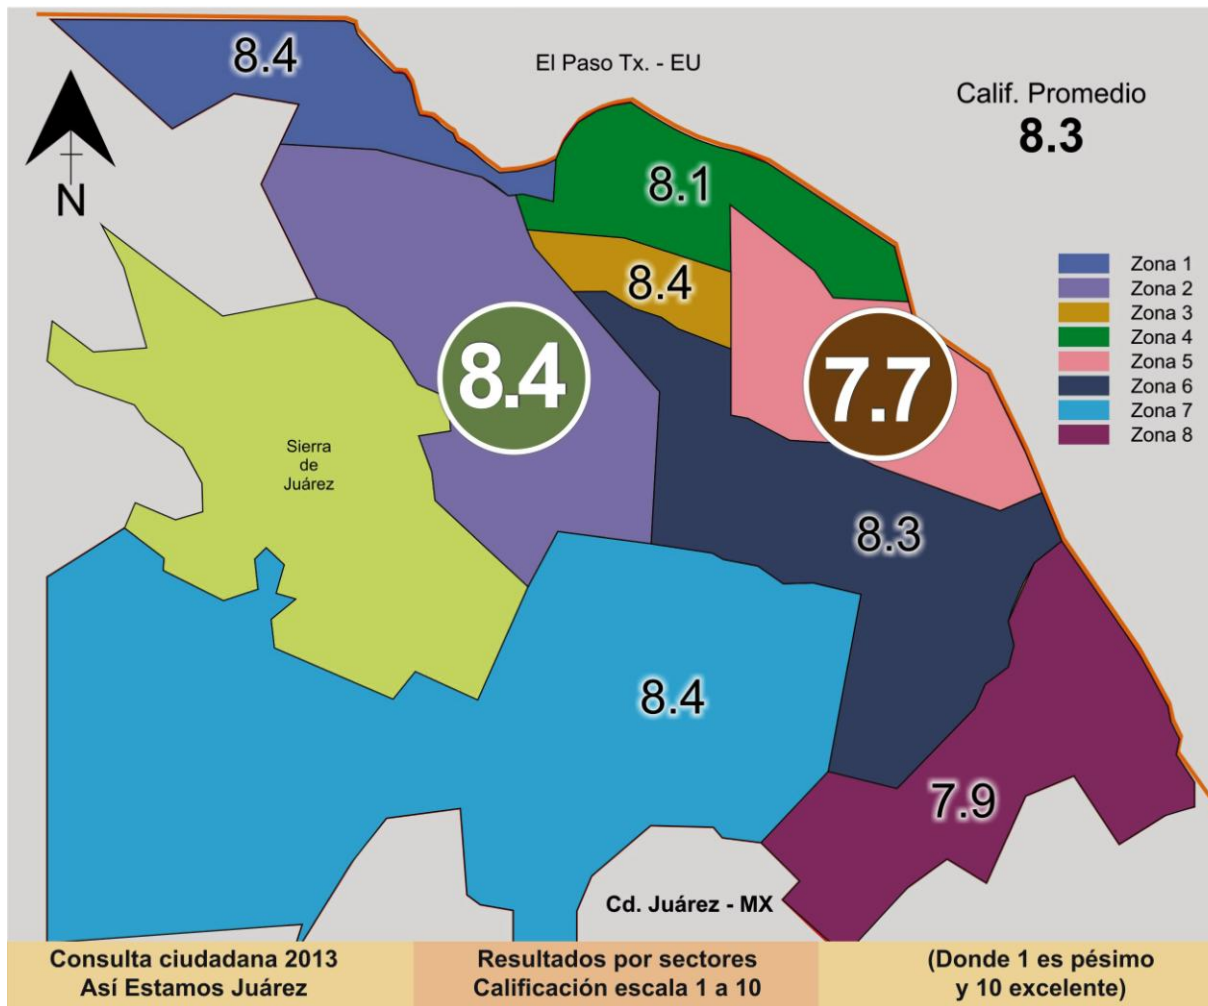 8.4
El Paso Tx. - EU
Calif. Promedio
8.3
8.1
N
8.4
Zona 1
Zona 2
Zona 3
Zona 4
Zona 5
Zona 6
Zona 7
Zona 8
8.4
7.7
Sierra
de
Juárez
8.3
8.4
7.9
Cd. Juárez - MX
Consulta ciudadana 2013
Así Estamos Juárez
Resultados por sectores
Calificación escala 1 a 10
(Donde 1 es pésimo
y 10 excelente)